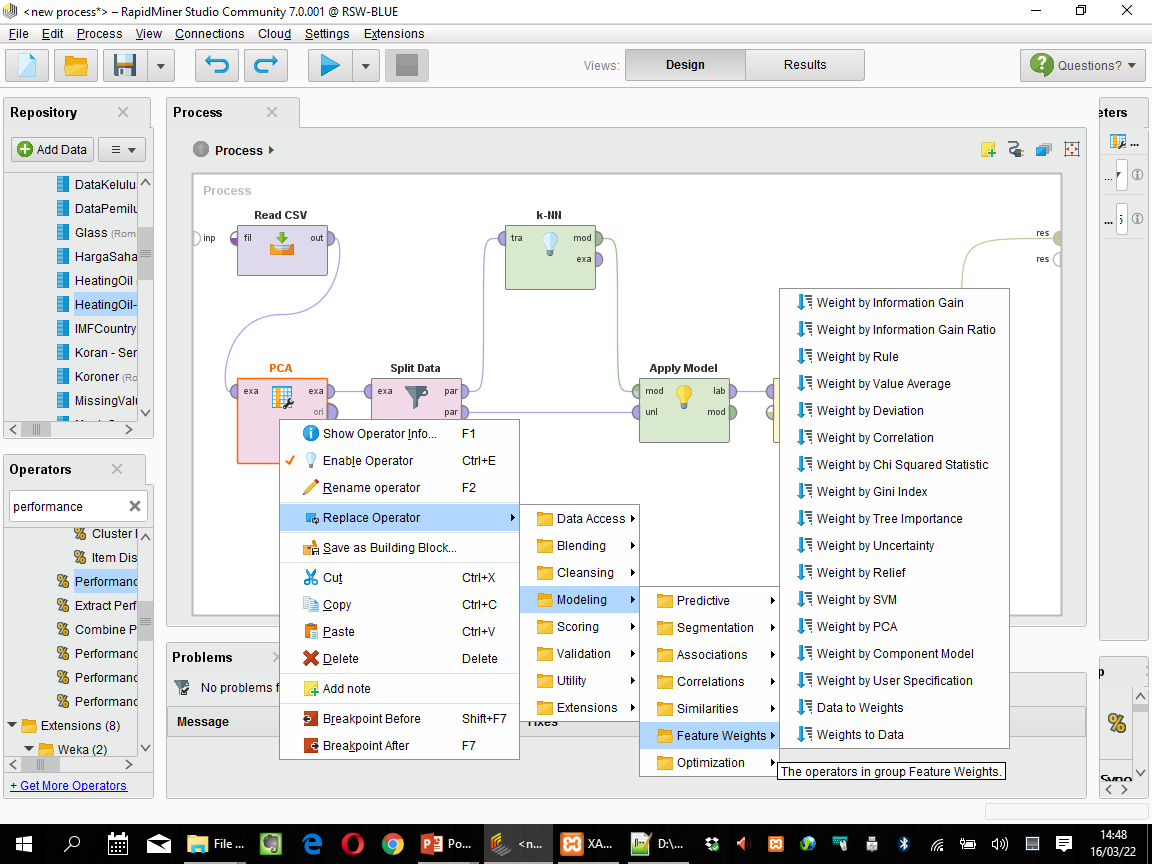 <new process*> – RapidMiner Studio Community 7.0.001 @ RSW-BLUE
File Edit Process View Connections Cloud Settings Extensions
Views: Design Results Questions?
Repository
Add Data
DataKelulu
DataPemilu
Glass (Rom
HargaSaha
HeatingOil
HeatingOil-
IMFCountry
Koran - Ser
Koroner (Ro
MissingValu
Operators
performance
Cluster
Item Dis
Performanc
Extract Perf
Combine P
Performanc
Performanc
Performanc
Extensions (8)
Weka (2)
+ Get More Operators
Process
Process
Process
inp
Read CSV
fil out
k-NN
tra mod
exa
res
res
PCA
exa exa
ori
Split Data
exa par
par
Apply Model
mod lab
unl mod
Show Operator Info... F1
Enable Operator Ctrl+E
Rename operator F2
Replace Operator
Save as Building Block...
Cut Ctrl+X
Copy Ctrl+C
Paste Ctrl+V
Delete Delete
Add note
Breakpoint Before Shift+F7
Breakpoint After F7
Data Access
Blending
Cleansing
Modeling
Scoring
Validation
Utility
Extensions
Predictive
Segmentation
Associations
Correlations
Similarities
Feature Weights
Optimization
Weight by Information Gain
Weight by Information Gain Ratio
Weight by Rule
Weight by Value Average
Weight by Deviation
Weight by Correlation
Weight by Chi Squared Statistic
Weight by Gini Index
Weight by Tree Importance
Weight by Uncertainty
Weight by Relief
Weight by SVM
Weight by PCA
Weight by Component Model
Weight by User Specification
Data to Weights
Weights to Data
The operators in group Feature Weights.
Problems
No problems f
Message
Fixes
eters
...
...
... 5
p
Syno
File ...
Po...
<n...
XA...
D:\...
14:48
16/03/22